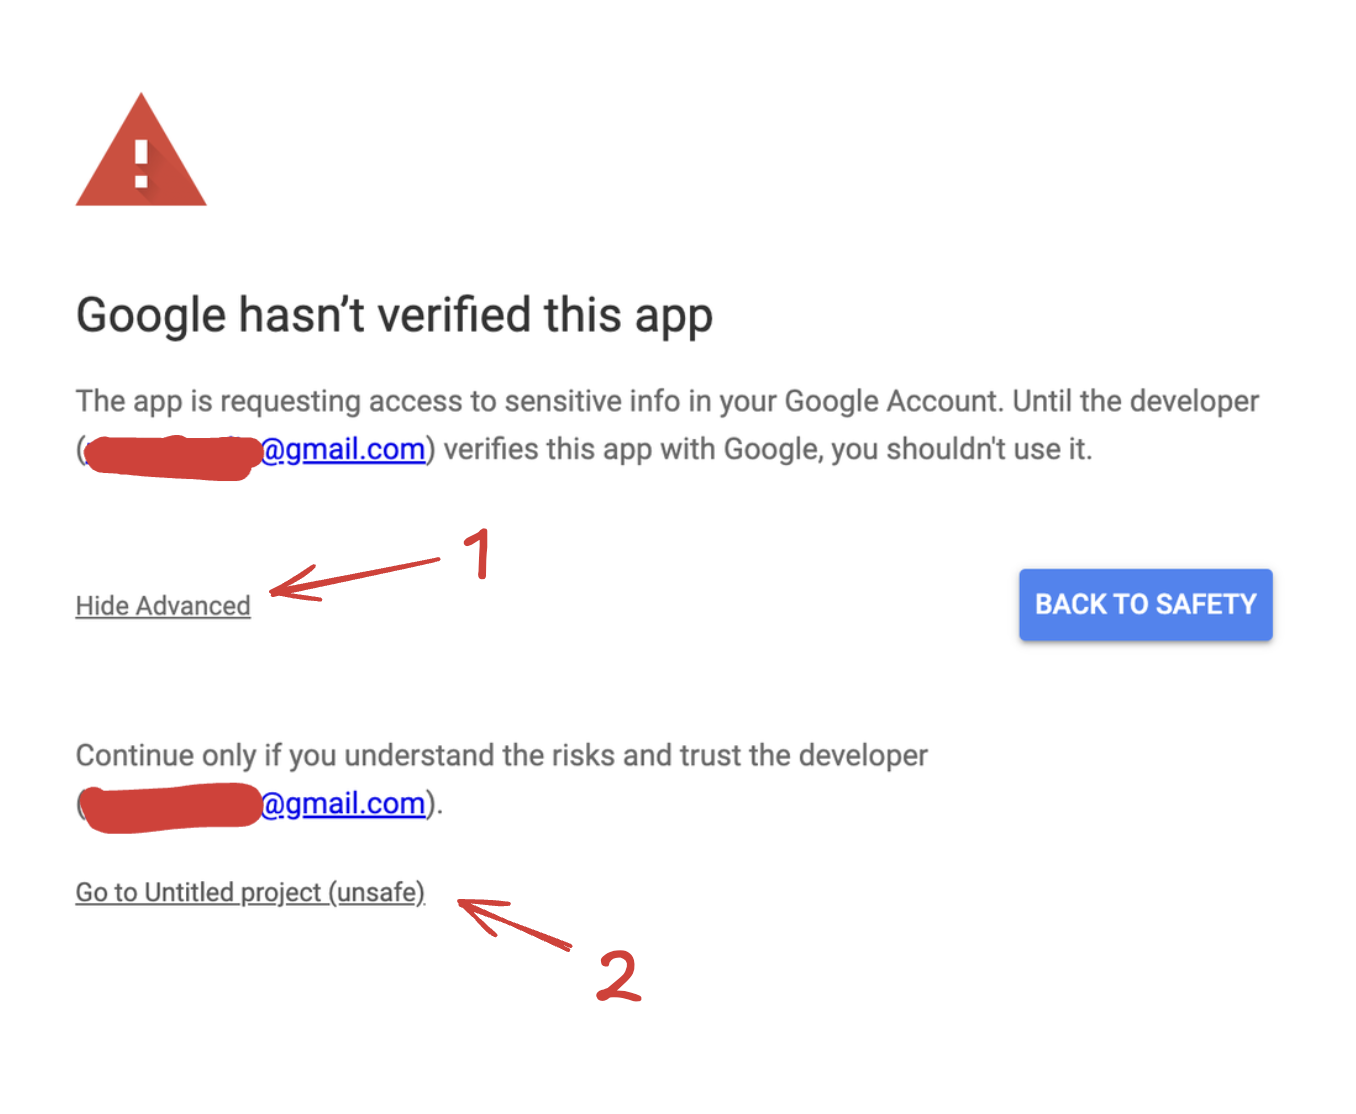 Google hasn’t verified this app
The app is requesting access to sensitive info in your Google Account. Until the developer
(@gmail.com) verifies this app with Google, you shouldn't use it.
1
Hide Advanced
BACK TO SAFETY
Continue only if you understand the risks and trust the developer
(@gmail.com).
Go to Untitled project (unsafe)
2